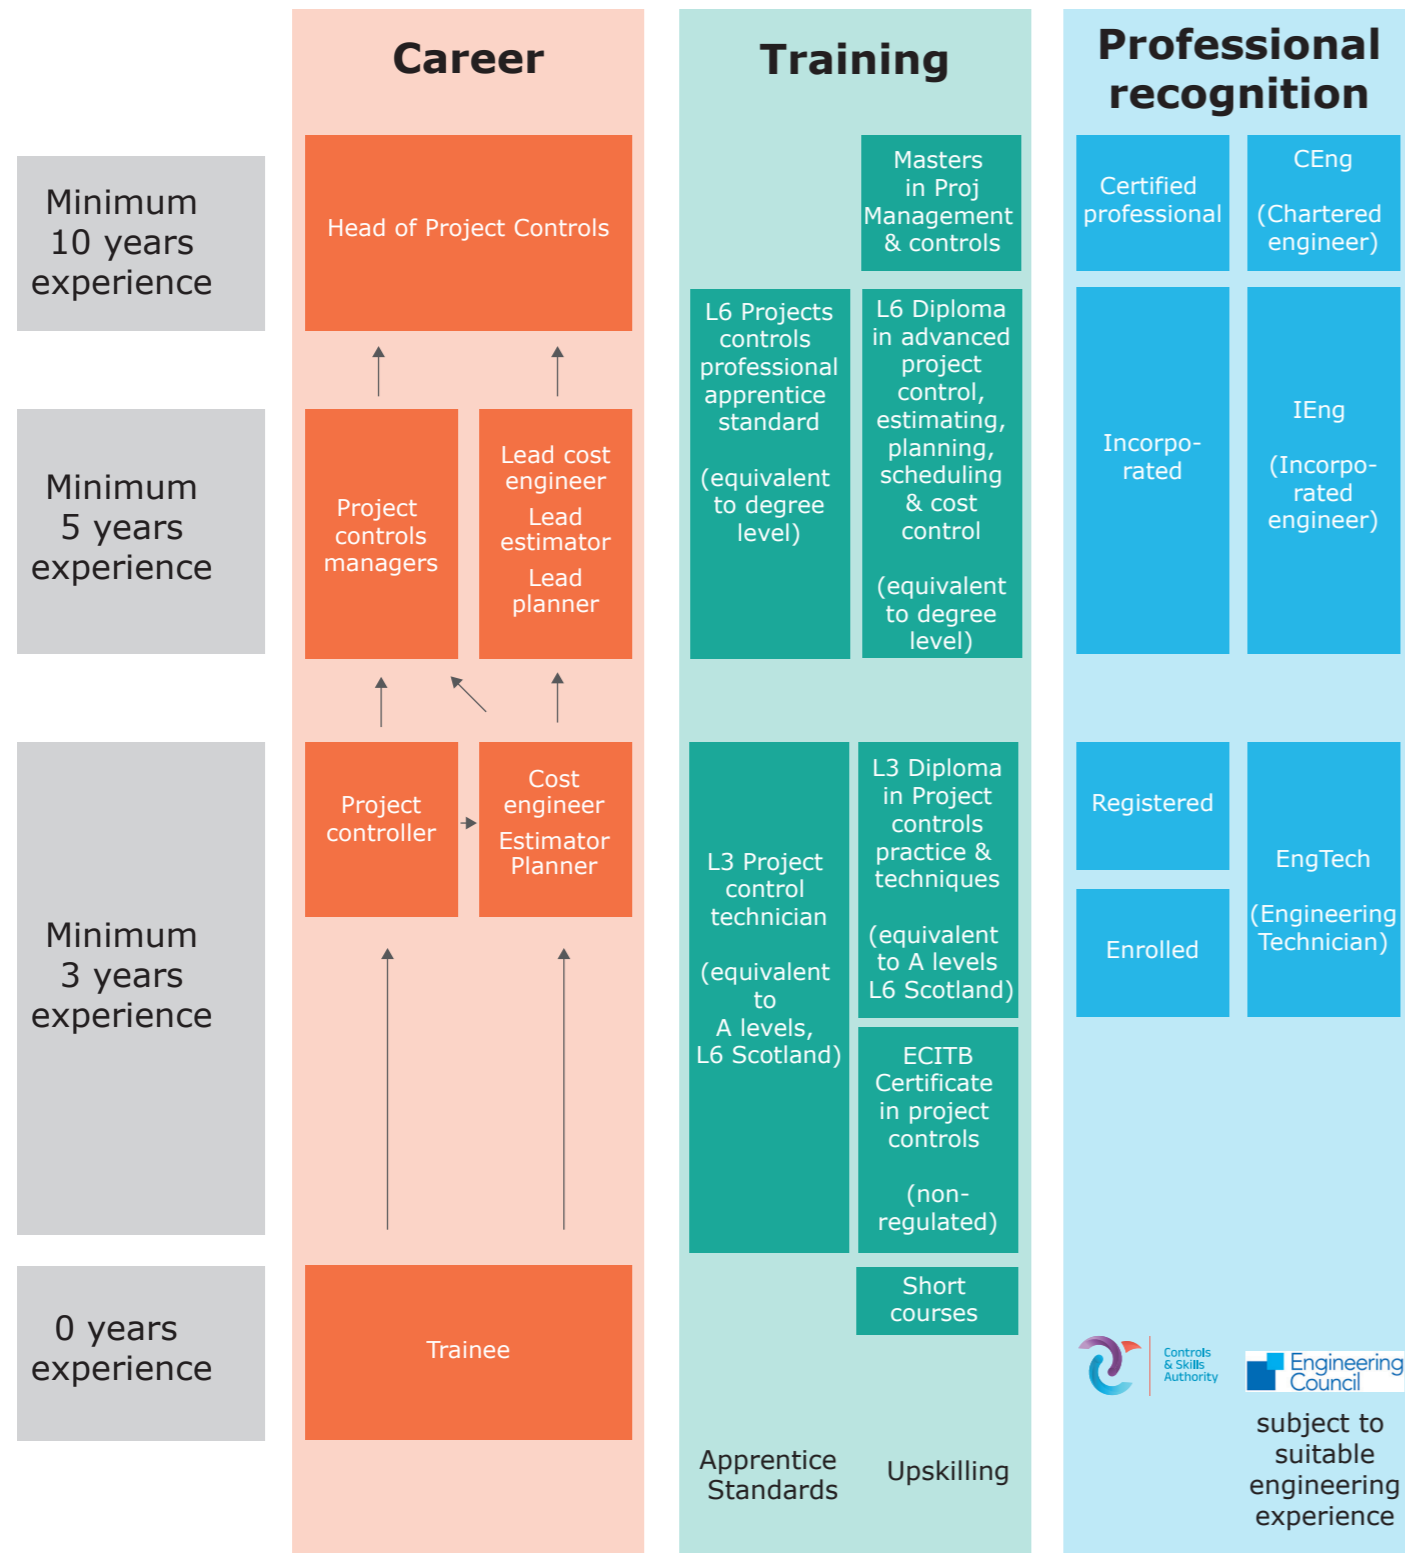 Career
Training
Professional
recognition
Minimum
10 years
experience
Minimum
5 years
experience
Minimum
3 years
experience
0 years
experience
Head of Project Controls
Project
controls
managers
Lead cost
engineer
Lead
estimator
Lead
planner
Project
controller
Cost
engineer
Estimator
Planner
Trainee
Masters
in Proj
Management
& controls
L6 Projects
controls
professional
apprentice
standard
(equivalent
to degree
level)
L6 Diploma
in advanced
project
control,
estimating,
planning,
scheduling
& cost
control
(equivalent
to degree
level)
L3 Project
control
technician
(equivalent
to
A levels,
L6 Scotland)
L3 Diploma
in Project
controls
practice &
techniques
(equivalent
to A levels
L6 Scotland)
ECITB
Certificate
in project
controls
(non-
regulated)
Short
courses
Apprentice
Standards
Upskilling
Certified
professional
CEng
(Chartered
engineer)
Incorpo-
rated
IEng
(Incorpo-
rated
engineer)
Registered
Enrolled
EngTech
(Engineering
Technician)
Controls
& Skills
Authority
Engineering
Council
subject to
suitable
engineering
experience